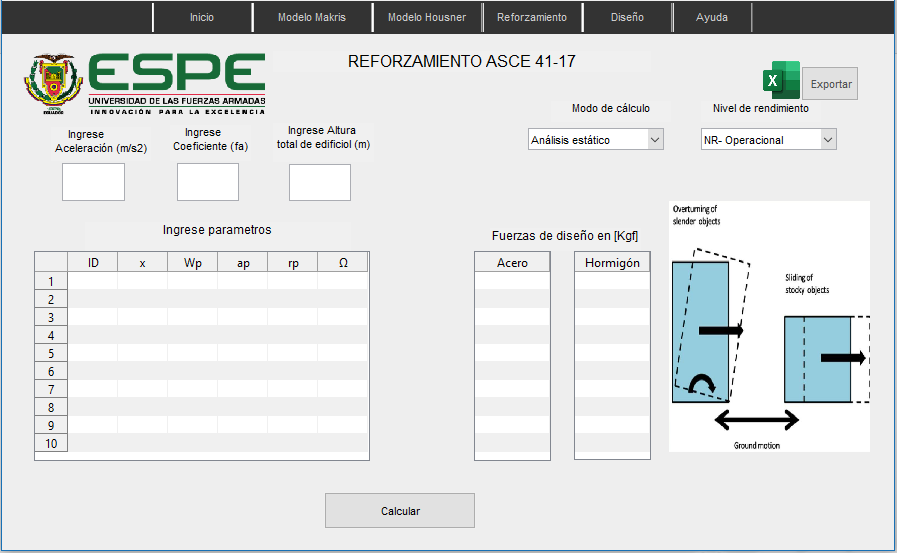 Inicio
Modelo Makris
Modelo Housner
Reforzamiento
Diseño
Ayuda
ESPE
UNIVERSIDAD DE LAS FUERZAS ARMADAS
INNOVACIÓN PARA LA EXCELENCIA
ECUADOR
REFORZAMIENTO ASCE 41-17
Exportar
Modo de cálculo
Nivel de rendimiento
Análisis estático
NR- Operacional
Ingrese
Aceleración (m/s2)
Ingrese
Coeficiente (fa)
Ingrese Altura
total de edificiol (m)
Ingrese parametros
ID x Wp ap rp Ω
1
2
3
4
5
6
7
8
9
10
Fuerzas de diseño en [Kgf]
Acero
Hormigón
Overturning of
slender objects
Sliding of
stocky objects
Ground motion
Calcular